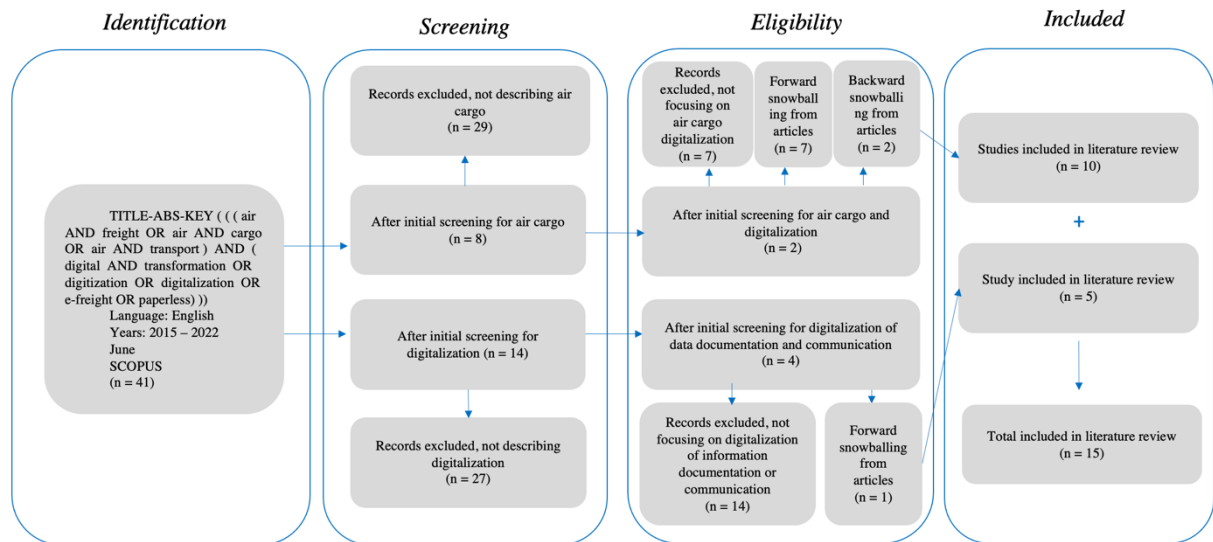 Identification
Screening
Eligibility
Included
TITLE-ABS-KEY ( ( ( air
AND freight OR air AND cargo
OR air AND transport ) AND (
digital AND transformation OR
digitization OR digitalization OR
e-freight OR paperless) ))
Language: English
Years: 2015 – 2022
June
SCOPUS
(n = 41)
Records excluded, not describing air
cargo
(n = 29)
After initial screening for air cargo
(n = 8)
After initial screening for
digitalization (n = 14)
Records excluded, not describing
digitalization
(n = 27)
Records
excluded, not
focusing on
air cargo
digitalization
(n = 7)
Forward
snowball
ing from
articles
(n = 7)
Backward
snowballi
ng from
articles
(n = 2)
After initial screening for air cargo and
digitalization
(n = 2)
After initial screening for digitalization of
data documentation and communication
(n = 4)
Records excluded, not
focusing on digitalization
of information
documentation or
communication
(n = 14)
Forward
snowballing
from
articles
(n = 1)
Studies included in literature review
(n = 10)
+
Study included in literature review
(n = 5)
Total included in literature review
(n = 15)